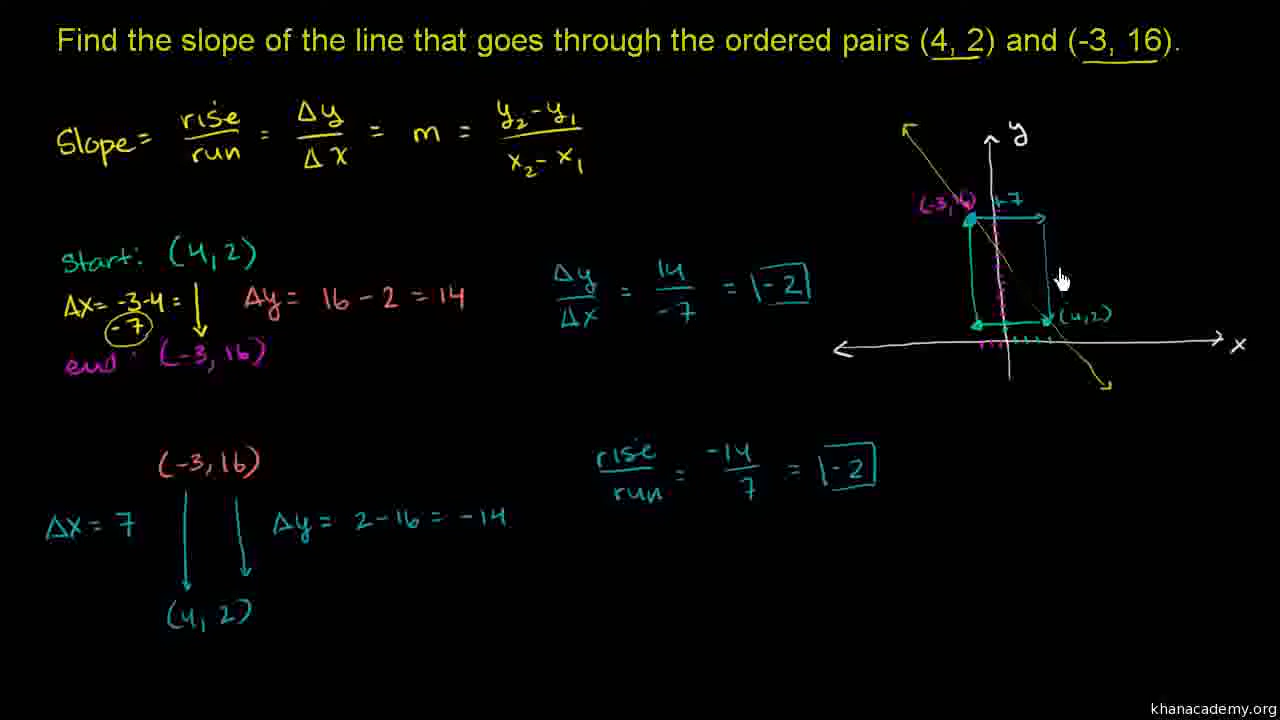 Find the slope of the line that goes through the ordered pairs (4, 2) and (-3, 16).
Slope = rise/run = Δy/Δx = m = (y₂ - y₁)/(x₂ - x₁)
Start: (4, 2)
Δx = -3-4 = -7
Δy = 16 - 2 = 14
end: (-3, 16)
Δy/Δx = 14/-7 = -2
(-3, 16)
Δx = 7
Δy = 2 - 16 = -14
(4, 2)
rise/run = -14/7 = -2
y
(-3, 16)
+7
(4, 2)
x
khanacademy.org